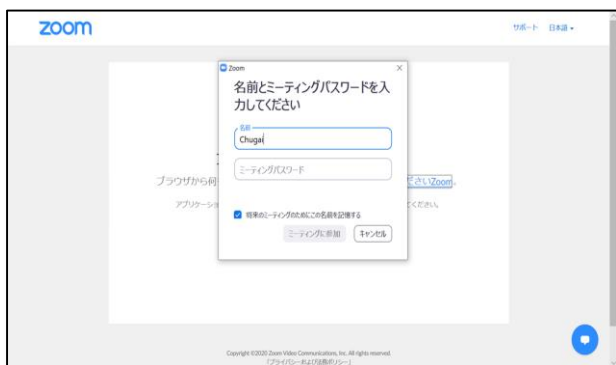 zoom
サポート 日本語
Zoom
名前とミーティングパスワードを入
力してください
名前
Chugai
ミーティングパスワード
ブラウザから何
ださいZoom。
アプリケーショ
てください。
将来のミーティングのためにこの名前を記憶する
ミーティングに参加 キャンセル
Copyright ©2020 Zoom Video Communications, Inc. All rights reserved.
「プライバシーおよび法務ポリシー」